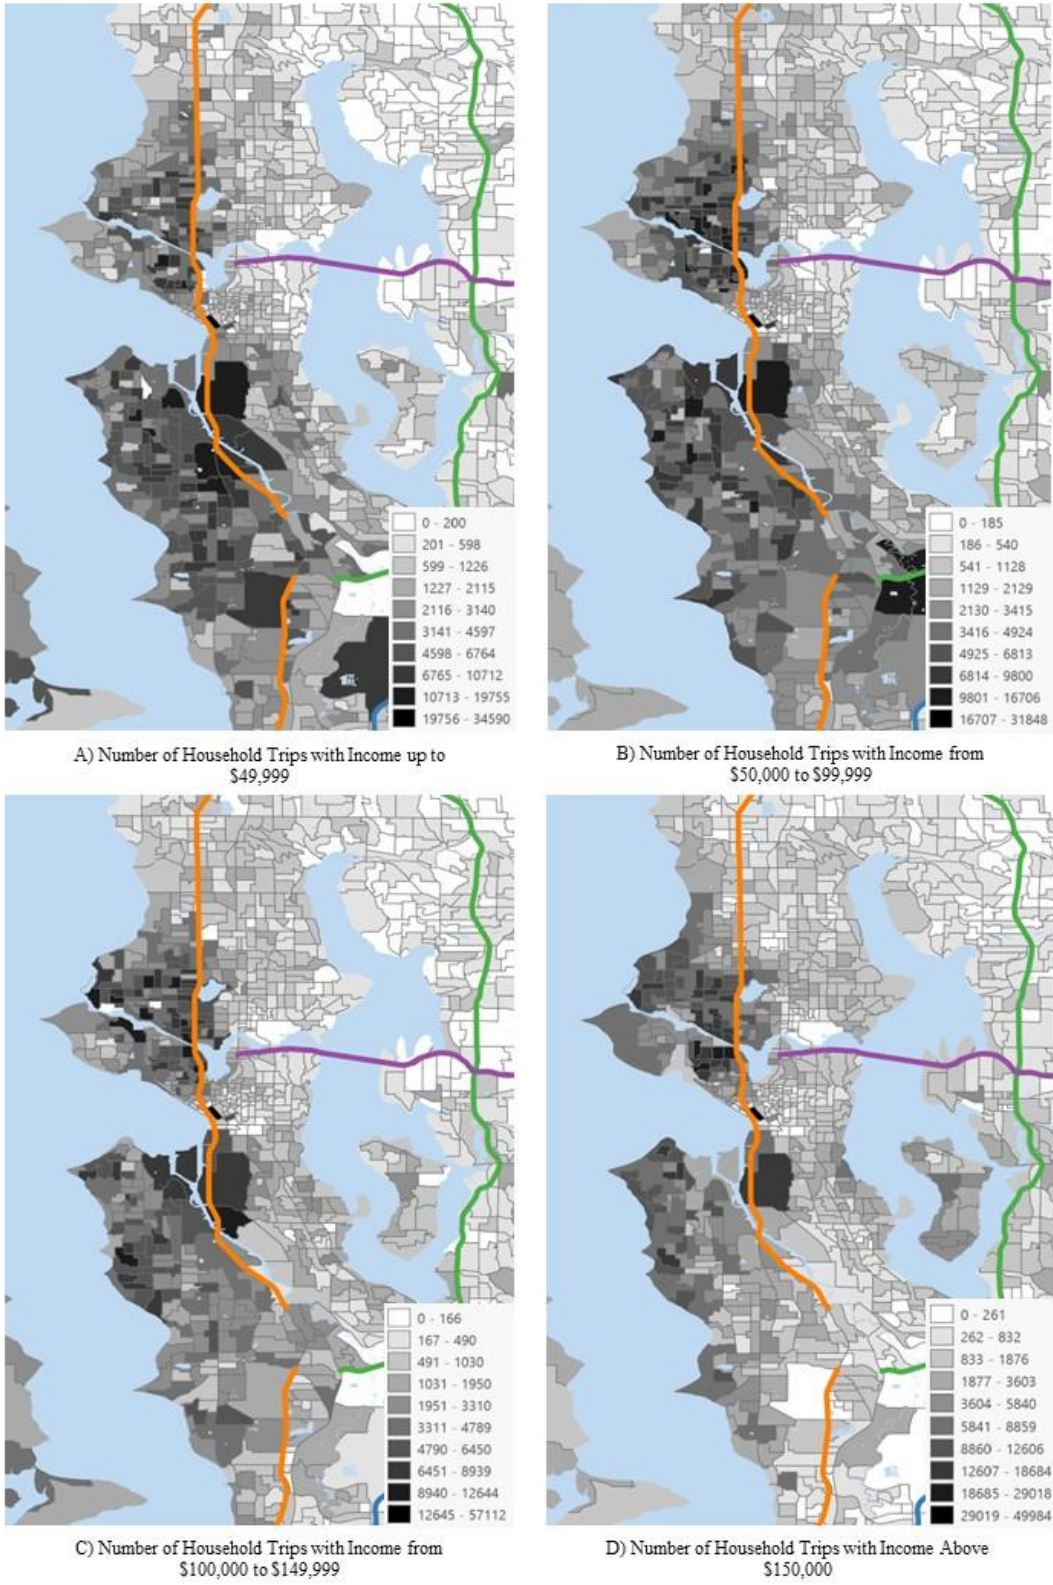 0 - 200
201 - 598
599 - 1226
1227 - 2115
2116 - 3140
3141 - 4597
4598 - 6764
6765 - 10712
10713 - 19755
19756 - 34590
A) Number of Household Trips with Income up to
$49,999
0 - 185
186 - 540
541 - 1128
1129 - 2129
2130 - 3415
3416 - 4924
4925 - 6813
6814 - 9800
9801 - 16706
16707 - 31848
B) Number of Household Trips with Income from
$50,000 to $99,999
0 - 166
167 - 490
491 - 1030
1031 - 1950
1951 - 3310
3311 - 4789
4790 - 6450
6451 - 8939
8940 - 12644
12645 - 57112
C) Number of Household Trips with Income from
$100,000 to $149,999
0 - 261
262 - 832
833 - 1876
1877 - 3603
3604 - 5840
5841 - 8859
8860 - 12606
12607 - 18684
18685 - 29018
29019 - 49984
D) Number of Household Trips with Income Above
$150,000